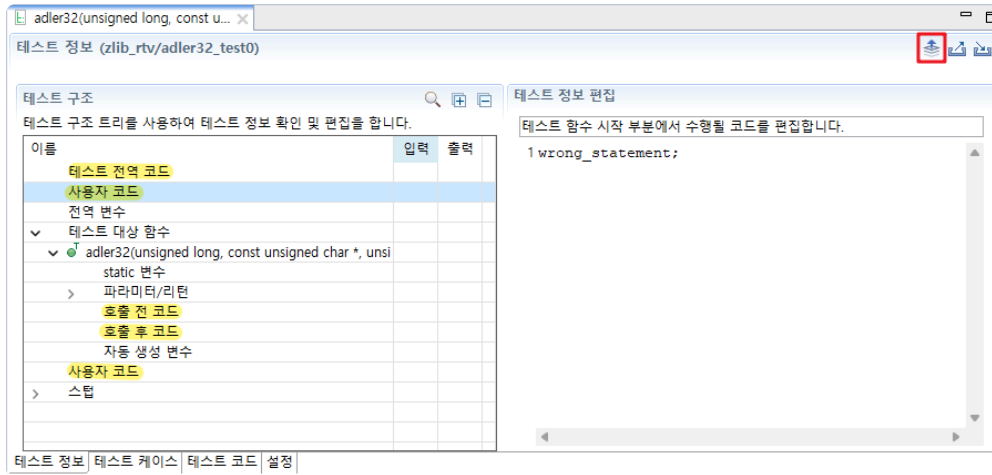 adler32(unsigned long, const u...
테스트 정보 (zlib_rtv/adler32_test0)
테스트 구조
테스트 구조 트리를 사용하여 테스트 정보 확인 및 편집을 합니다.
이름 입력 출력
테스트 전역 코드
사용자 코드
전역 변수
테스트 대상 함수
adler32(unsigned long, const unsigned char *, unsi
static 변수
파라미터/리턴
호출 전 코드
호출 후 코드
자동 생성 변수
사용자 코드
스텁
테스트 정보 편집
테스트 함수 시작 부분에서 수행될 코드를 편집합니다.
1 wrong_statement;
테스트 정보 테스트 케이스 테스트 코드 설정